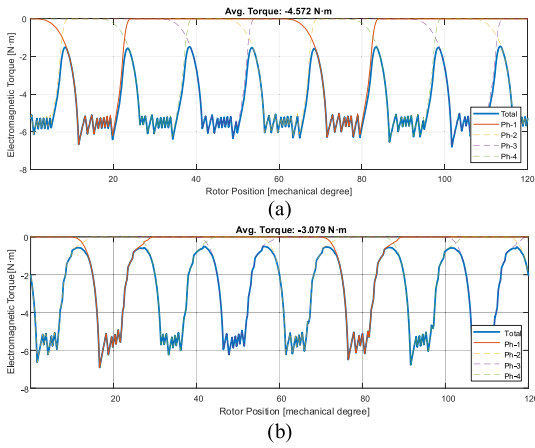 Avg. Torque: -4.572 N·m
Electromagnetic Torque [N·m]
0
-2
-4
-6
-8
Total
Ph-1
Ph-2
Ph-3
Ph-4
20 40 60 80 100 120
Rotor Position [mechanical degree]
(a)
Avg. Torque: -3.079 N·m
Electromagnetic Torque[N·m]
0
-2
-4
-6
-8
Total
Ph-1
Ph-2
Ph-3
Ph-4
20 40 60 80 100 120
Rotor Position [mechanical degree]
(b)